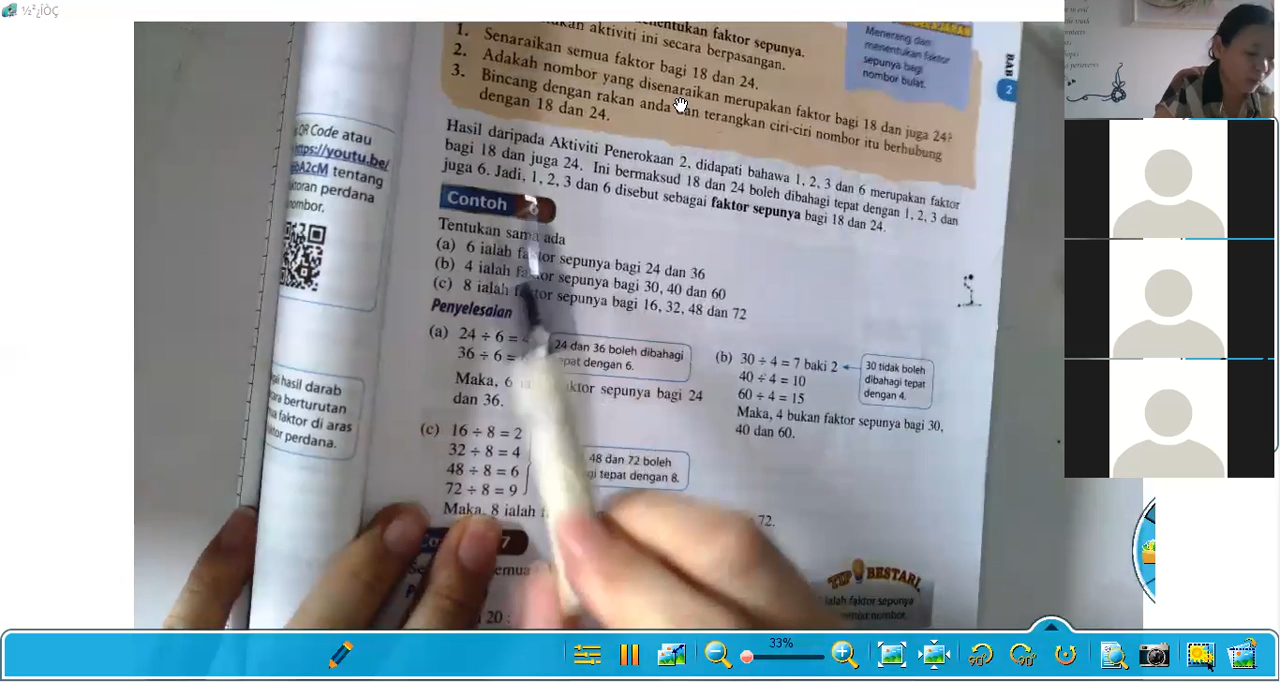 ½²¿ÍÒÇ
nentukan faktor sepunya.
kan aktiviti ini secara berpasangan.
1. Senaraikan semua faktor bagi 18 dan 24.
2. Adakah nombor yang disenaraikan merupakan faktor bagi 18 dan juga 24?
3. Bincang dengan rakan anda dan terangkan ciri-ciri nombor itu berhubung
dengan 18 dan 24.
Menerang dan
menentukan faktor
sepunya bagi
nombor bulat.
BAB
2
QR Code atau
https://youtu.be/
bA2cM tentang
perdana
nombor.
Hasil daripada Aktiviti Penerokaan 2, didapati bahawa 1, 2, 3 dan 6 merupakan faktor
bagi 18 dan juga 24. Ini bermaksud 18 dan 24 boleh dibahagi tepat dengan 1, 2, 3 dan
juga 6. Jadi, 1, 2, 3 dan 6 disebut sebagai faktor sepunya bagi 18 dan 24.
Contoh
Tentukan sama ada
(a) 6 ialah faktor sepunya bagi 24 dan 36
(b) 4 ialah faktor sepunya bagi 30, 40 dan 60
(c) 8 ialah faktor sepunya bagi 16, 32, 48 dan 72
Penyelesaian
(a) 24 ÷ 6 =
36 ÷ 6 =
24 dan 36 boleh dibahagi
tepat dengan 6.
Maka, 6 faktor sepunya bagi 24
dan 36.
(b) 30 ÷ 4 = 7 baki 2
40 ÷ 4 = 10
60 ÷ 4 = 15
30 tidak boleh
dibahagi tepat
dengan 4.
Maka, 4 bukan faktor sepunya bagi 30,
40 dan 60.
hasil darab
berturutan
faktor di aras
perdana.
(c) 16 ÷ 8 = 2
32 ÷ 8 = 4
48 ÷ 8 = 6
72 ÷ 8 = 9
48 dan 72 boleh
tepat dengan 8.
Maka, 8 ialah
72.
7
TIP BESTARI
ialah faktor sepunya
20
33%
90°
90°